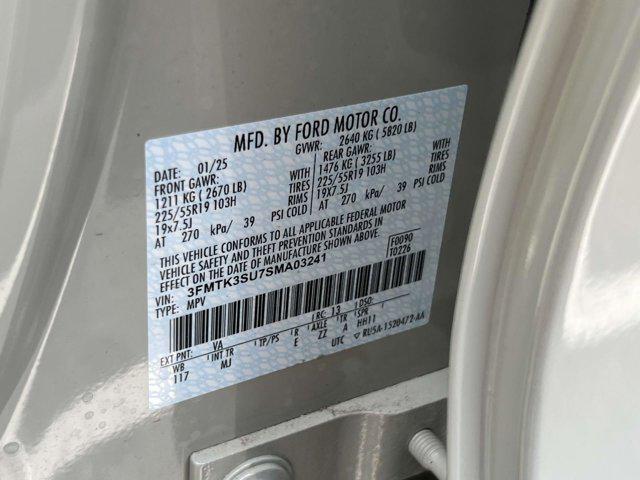 MFD. BY FORD MOTOR CO.
DATE: 01/25 GVWR: 2640 KG (5820 LB)
FRONT GAWR: WITH REAR GAWR: WITH
1211 KG (2670 LB) TIRES 1476 KG (3255 LB) TIRES
225/55R19 103H RIMS 225/55R19 103H RIMS
19x7.5J 19x7.5J
AT 270 kPa/ 39 PSI COLD AT 270 kPa/ 39 PSI COLD
THIS VEHICLE CONFORMS TO ALL APPLICABLE FEDERAL MOTOR
VEHICLE SAFETY AND THEFT PREVENTION STANDARDS IN
EFFECT ON THE DATE OF MANUFACTURE SHOWN ABOVE.
F0090
T0226
VIN: 3FMTK3SU7SMA03241
TYPE: MPV
EXT PNT: VA RC: 13 DSO:
WB INT TR TP/PS R AXLE TR SPR
117 MJ E ZZ A HH11
UTC RU5A-1520472-AA